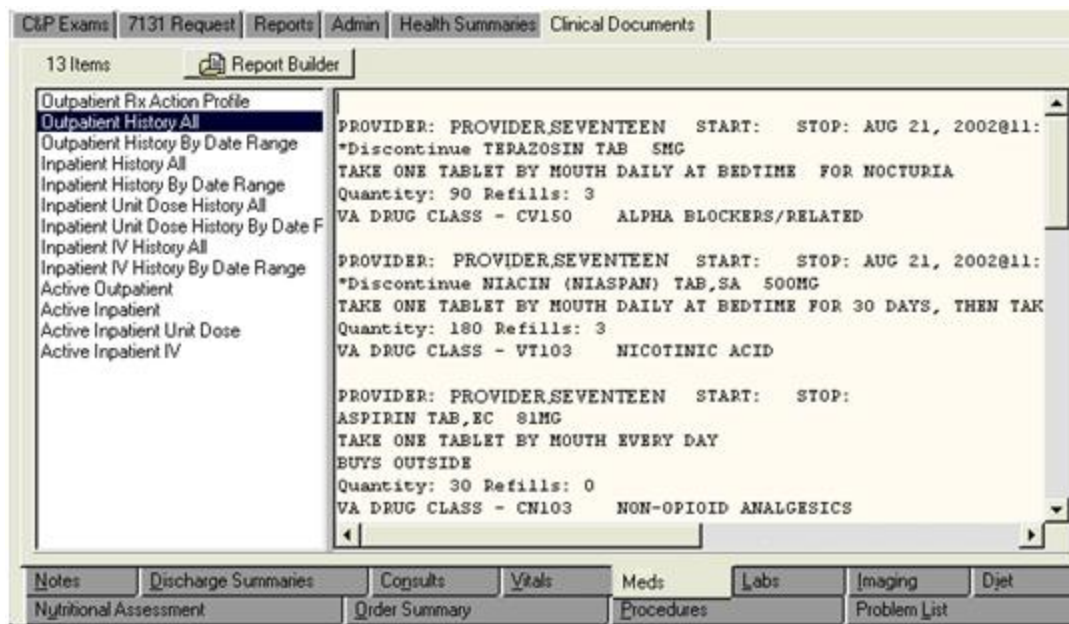 C&P Exams 7131 Request Reports Admin Health Summaries Clinical Documents
13 Items Report Builder
Outpatient Rx Action Profile
Outpatient History All
Outpatient History By Date Range
Inpatient History All
Inpatient History By Date Range
Inpatient Unit Dose History All
Inpatient Unit Dose History By Date F
Inpatient IV History All
Inpatient IV History By Date Range
Active Outpatient
Active Inpatient
Active Inpatient Unit Dose
Active Inpatient IV
PROVIDER: PROVIDER,SEVENTEEN START: STOP: AUG 21, 2002@11:
*Discontinue TERAZOSIN TAB 5MG
TAKE ONE TABLET BY MOUTH DAILY AT BEDTIME FOR NOCTURIA
Quantity: 90 Refills: 3
VA DRUG CLASS - CV150 ALPHA BLOCKERS/RELATED
PROVIDER: PROVIDER,SEVENTEEN START: STOP: AUG 21, 2002@11:
*Discontinue NIACIN (NIASPAN) TAB,SA 500MG
TAKE ONE TABLET BY MOUTH DAILY AT BEDTIME FOR 30 DAYS, THEN TAK
Quantity: 180 Refills: 3
VA DRUG CLASS - VT103 NICOTINIC ACID
PROVIDER: PROVIDER,SEVENTEEN START: STOP:
ASPIRIN TAB,EC 81MG
TAKE ONE TABLET BY MOUTH EVERY DAY
BUYS OUTSIDE
Quantity: 30 Refills: 0
VA DRUG CLASS - CN103 NON-OPIOID ANALGESICS
Notes Discharge Summaries Consults Vitals Meds Labs Imaging Diet
Nutritional Assessment Order Summary Procedures Problem List